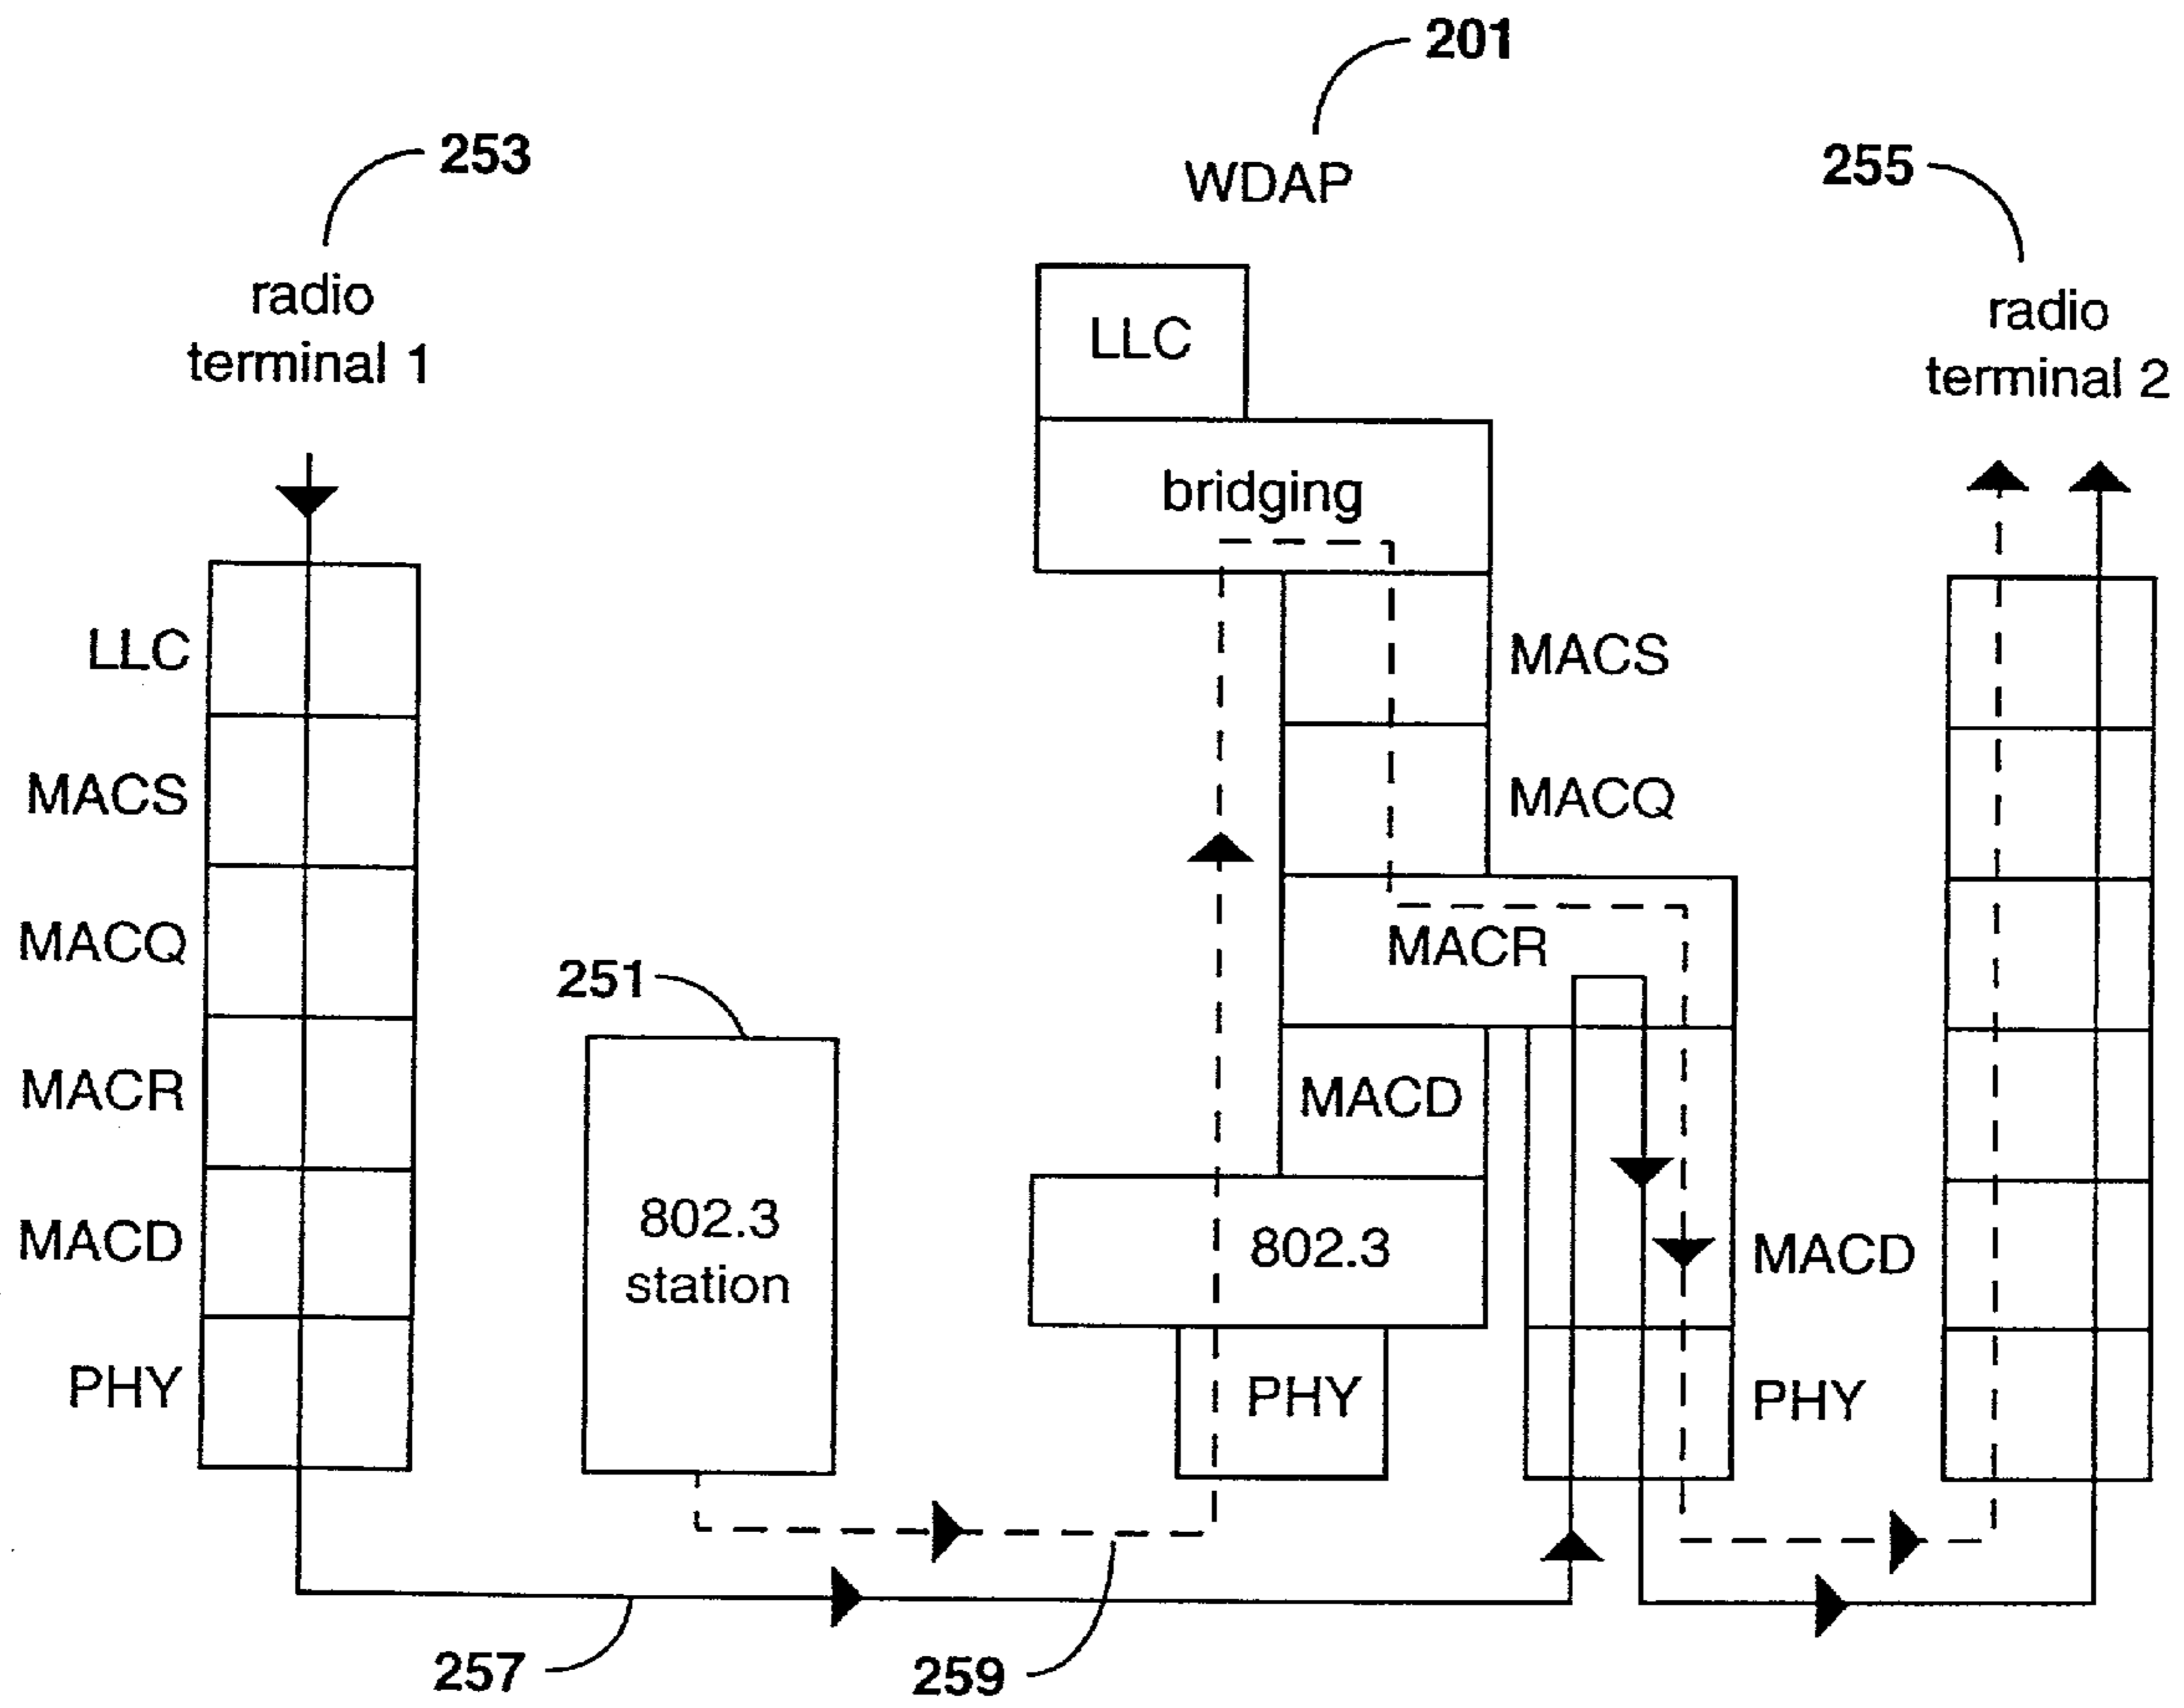 201
253
WDAP
255
radio
terminal 1
radio
terminal 2
LLC
bridging
LLC
MACS
MACQ
MACR
MACD
PHY
251
802.3
station
MACS
MACQ
MACR
MACD
802.3
PHY
MACD
PHY
257
259